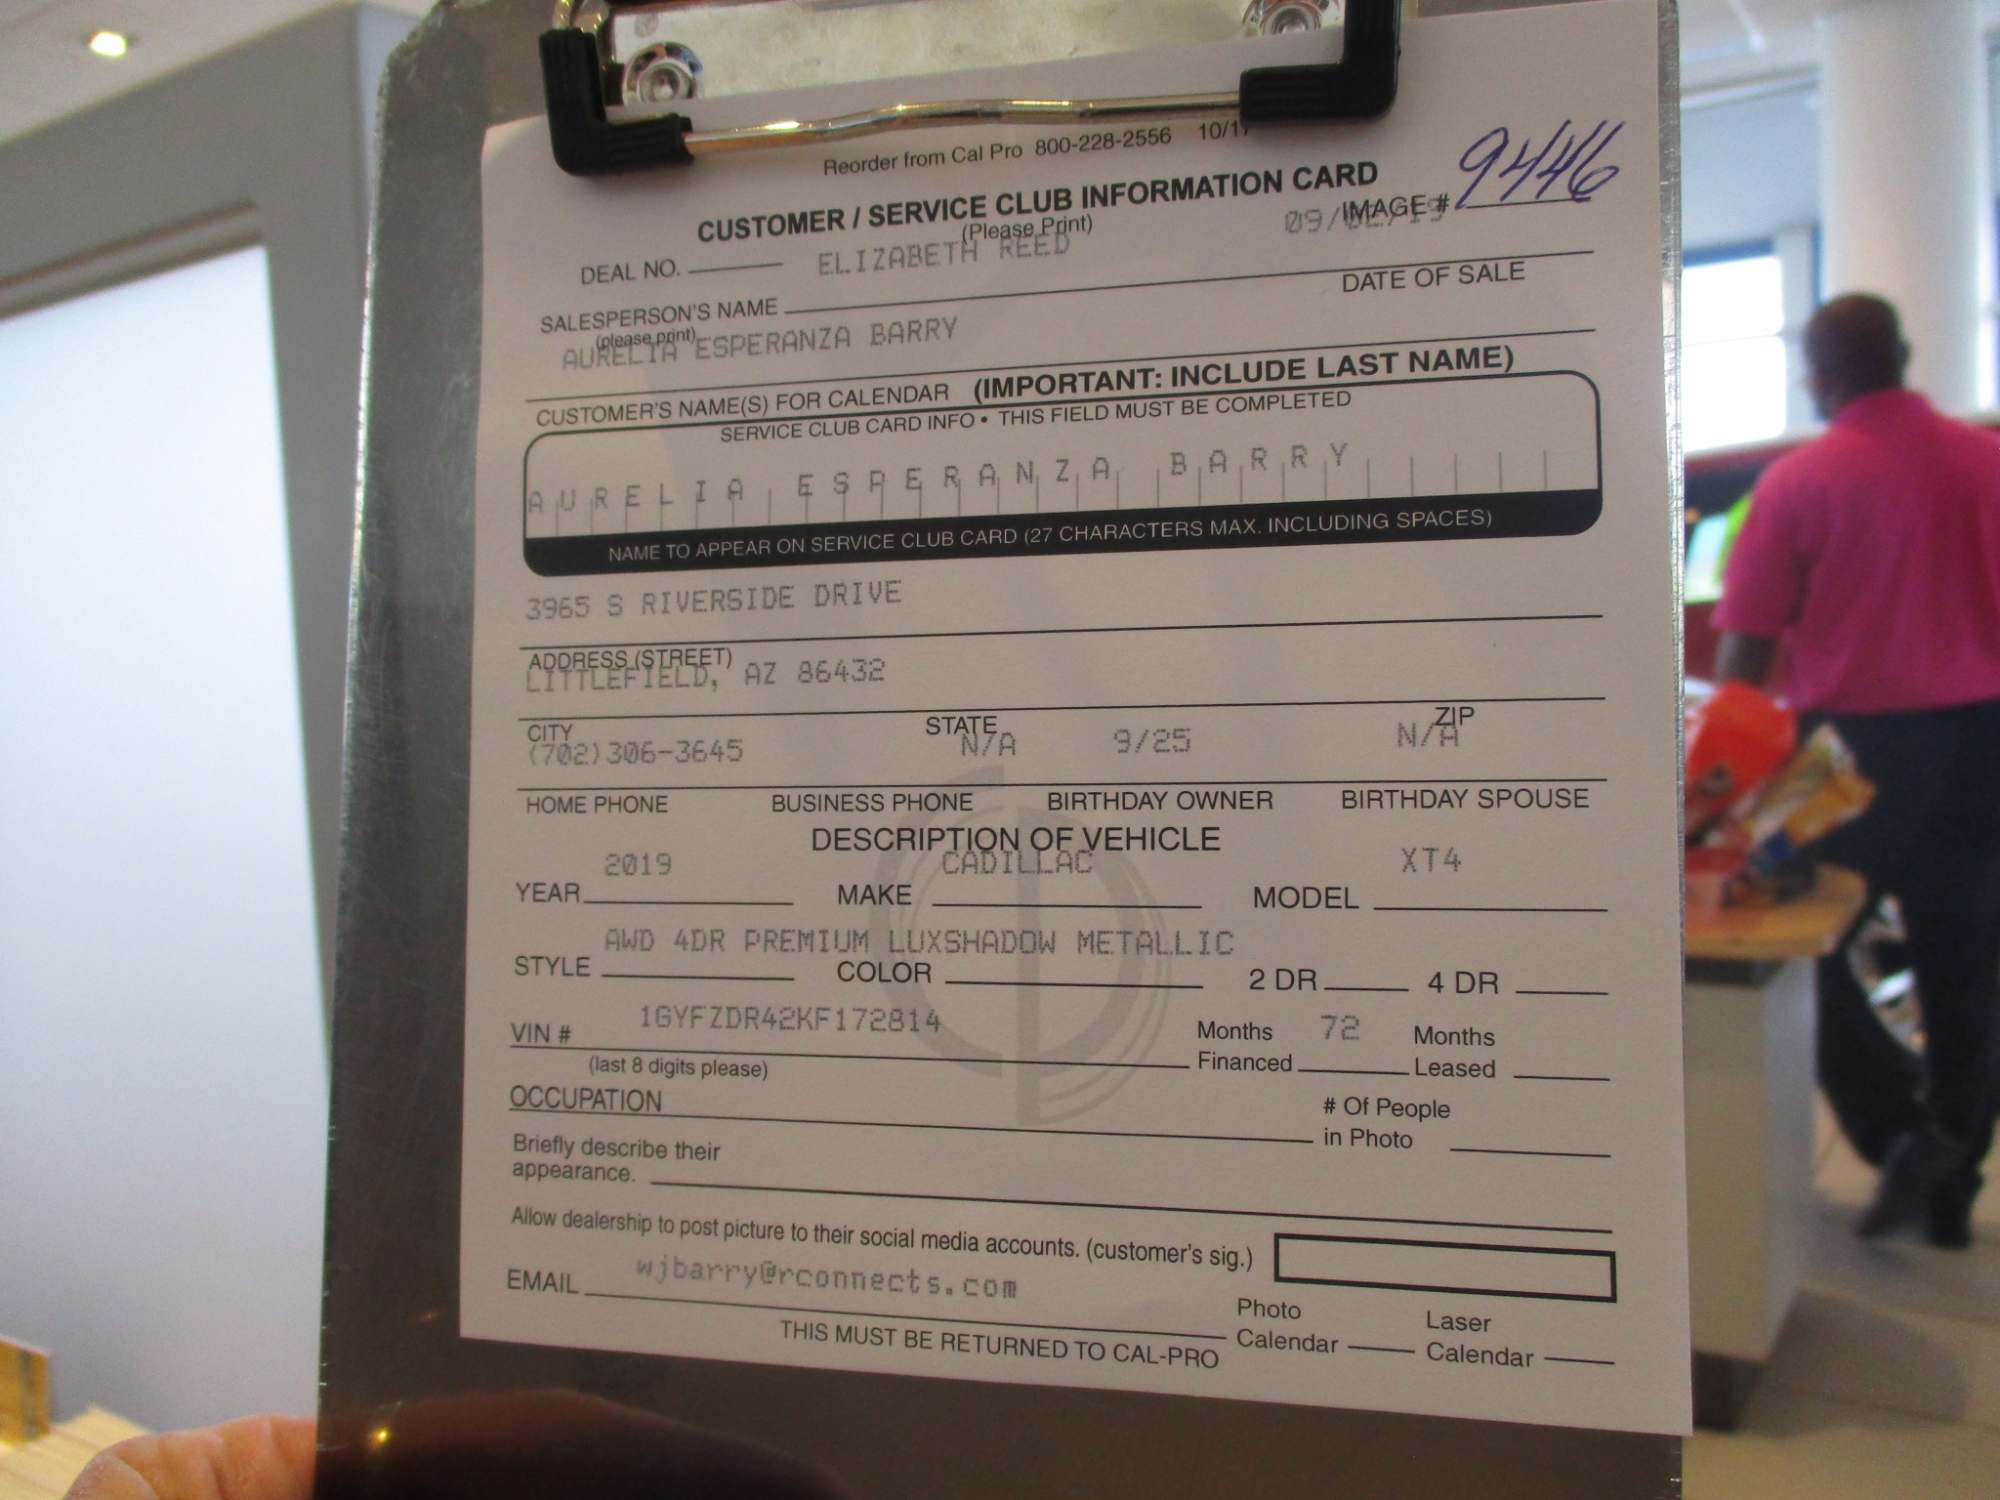 Reorder from Cal Pro 800-228-2556 10/17
CUSTOMER / SERVICE CLUB INFORMATION CARD
(Please Print)
IMAGE # 9446
DEAL NO. ELIZABETH REED 09/02/19
SALESPERSON'S NAME DATE OF SALE
(please print)
AURELIA ESPERANZA BARRY
CUSTOMER'S NAME(S) FOR CALENDAR (IMPORTANT: INCLUDE LAST NAME)
SERVICE CLUB CARD INFO • THIS FIELD MUST BE COMPLETED
AURELIA ESPERANZA BARRY
NAME TO APPEAR ON SERVICE CLUB CARD (27 CHARACTERS MAX. INCLUDING SPACES)
3965 S RIVERSIDE DRIVE
ADDRESS (STREET)
LITTLEFIELD, AZ 86432
CITY STATE ZIP
(702)306-3645 N/A 9/25 N/A
HOME PHONE BUSINESS PHONE BIRTHDAY OWNER BIRTHDAY SPOUSE
DESCRIPTION OF VEHICLE
2019 CADILLAC XT4
YEAR MAKE MODEL
AWD 4DR PREMIUM LUXSHADOW METALLIC
STYLE COLOR 2 DR 4 DR
VIN # 1GYFZDR42KF172814 Months Financed 72 Months Leased
(last 8 digits please)
OCCUPATION # Of People in Photo
Briefly describe their
appearance.
Allow dealership to post picture to their social media accounts. (customer's sig.)
EMAIL wjbarry@rconnects.com
Photo Calendar Laser Calendar
THIS MUST BE RETURNED TO CAL-PRO